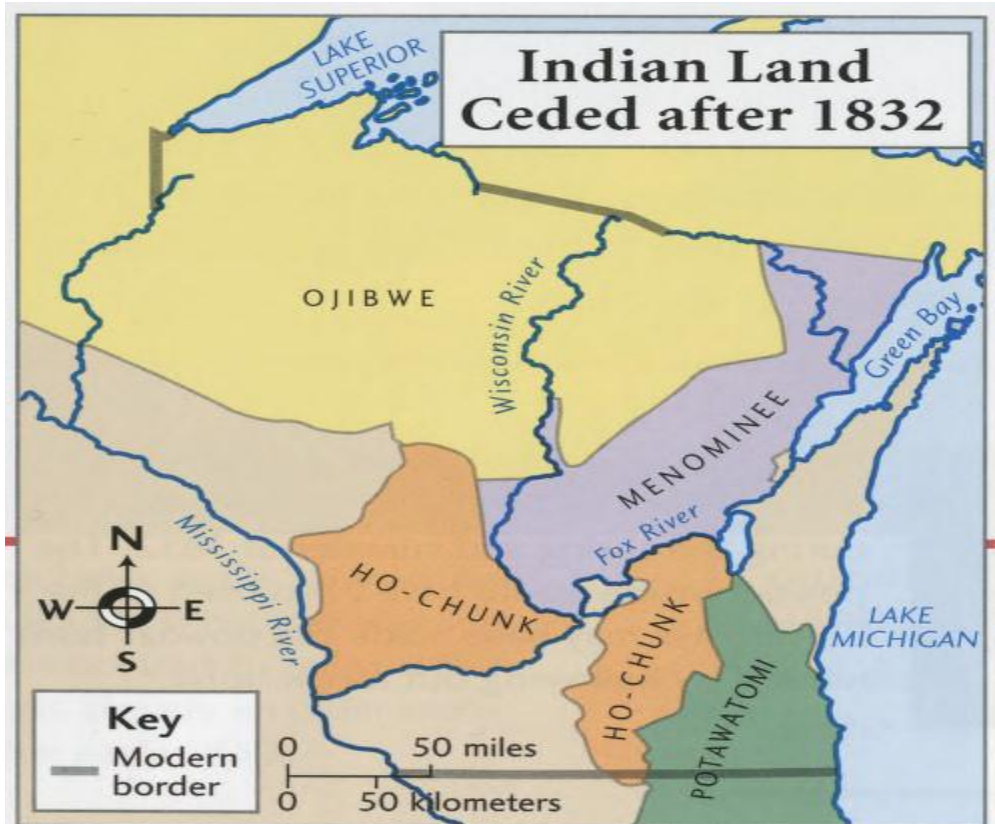 LAKE
SUPERIOR
Indian Land
Ceded after 1832
OJIBWE
Wisconsin River
Green Bay
MENOMINEE
Fox River
Mississippi River
N
W
E
S
HO-CHUNK
HO-CHUNK
POTAWATOMI
LAKE
MICHIGAN
Key
Modern
border
0
50 miles
0
50 kilometers